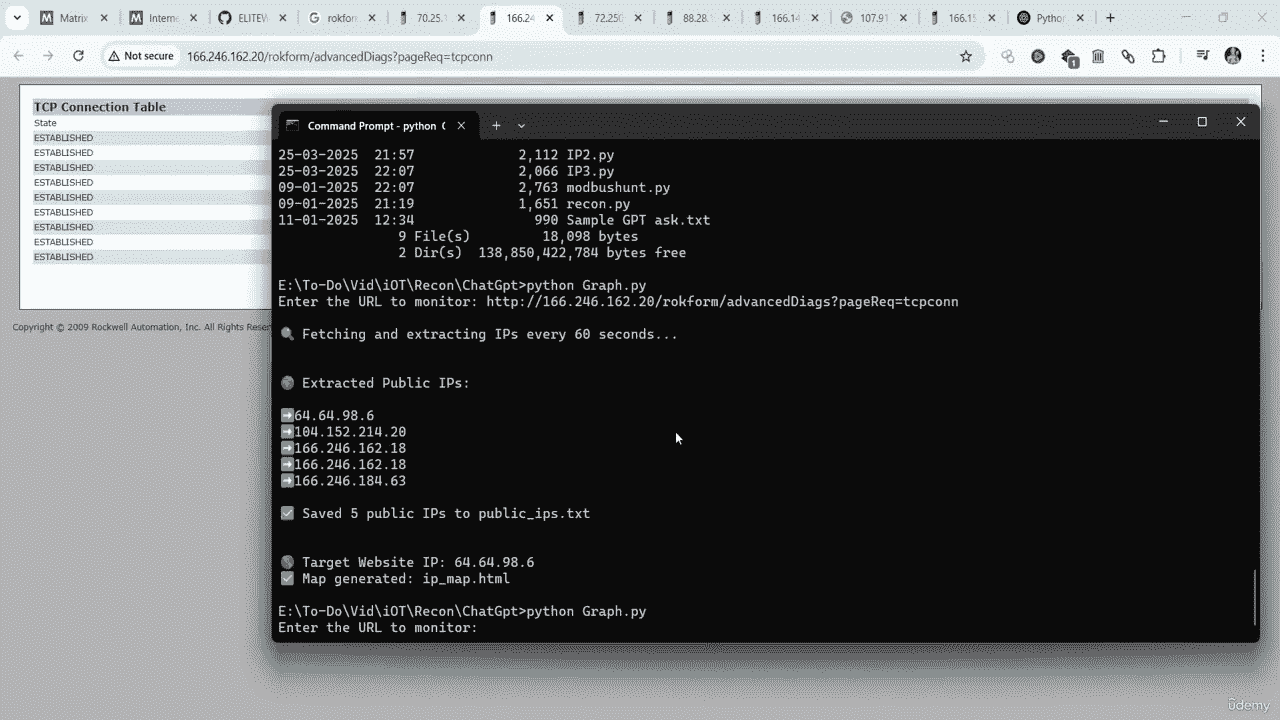 Matrix
Intern
ELITEW
rokfor
70.25.1
166.24
72.250
88.28
166.14
107.91
166.15
Python
Not secure
166.246.162.20/rokform/advancedDiags?pageReq=tcpconn
1
TCP Connection Table
State
ESTABLISHED
ESTABLISHED
ESTABLISHED
ESTABLISHED
ESTABLISHED
ESTABLISHED
ESTABLISHED
ESTABLISHED
ESTABLISHED
Copyright © 2009 Rockwell Automation, Inc. All Rights Reser
Command Prompt - python G
25-03-2025 21:57 2,112 IP2.py
25-03-2025 22:07 2,066 IP3.py
09-01-2025 22:07 2,763 modbushunt.py
09-01-2025 21:19 1,651 recon.py
11-01-2025 12:34 990 Sample GPT ask.txt
9 File(s) 18,098 bytes
2 Dir(s) 138,850,422,784 bytes free
E:\To-Do\Vid\iOT\Recon\ChatGpt>python Graph.py
Enter the URL to monitor: http://166.246.162.20/rokform/advancedDiags?pageReq=tcpconn
Fetching and extracting IPs every 60 seconds...
Extracted Public IPs:
64.64.98.6
104.152.214.20
166.246.162.18
166.246.162.18
166.246.184.63
Saved 5 public IPs to public_ips.txt
Target Website IP: 64.64.98.6
Map generated: ip_map.html
E:\To-Do\Vid\iOT\Recon\ChatGpt>python Graph.py
Enter the URL to monitor:
ûdemy